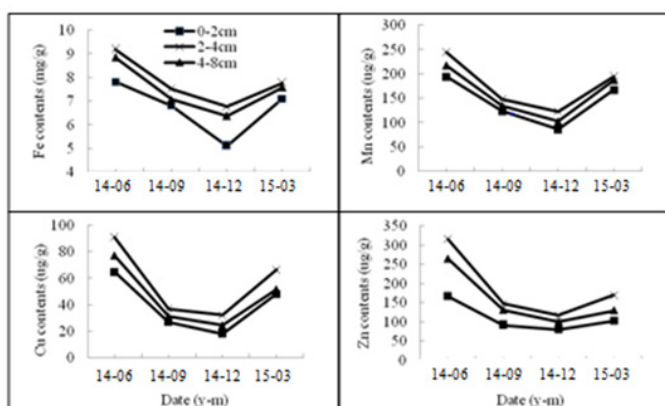 10
9
8
7
6
5
4
Fe contents (mg/g)
0-2cm
2-4cm
4-8cm
14-06 14-09 14-12 15-03
300
250
200
150
100
50
0
Mn contents (ug/g)
14-06 14-09 14-12 15-03
100
80
60
40
20
0
Cu contents (ug/g)
14-06 14-09 14-12 15-03
Date (y-m)
350
300
250
200
150
100
50
0
Zn contents (ug/g)
14-06 14-09 14-12 15-03
Date (y-m)